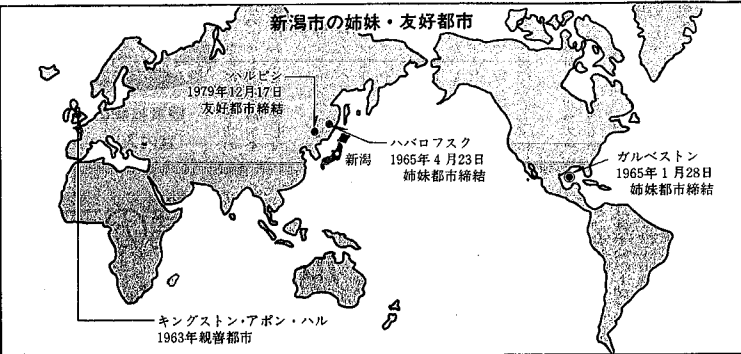 新潟市の姉妹・友好都市
ハルビン
1979年12月17日
友好都市締結
新潟
ハバロフスク
1965年4月23日
姉妹都市締結
ガルベストン
1965年1月28日
姉妹都市締結
キングストン・アポン・ハル
1963年親善都市